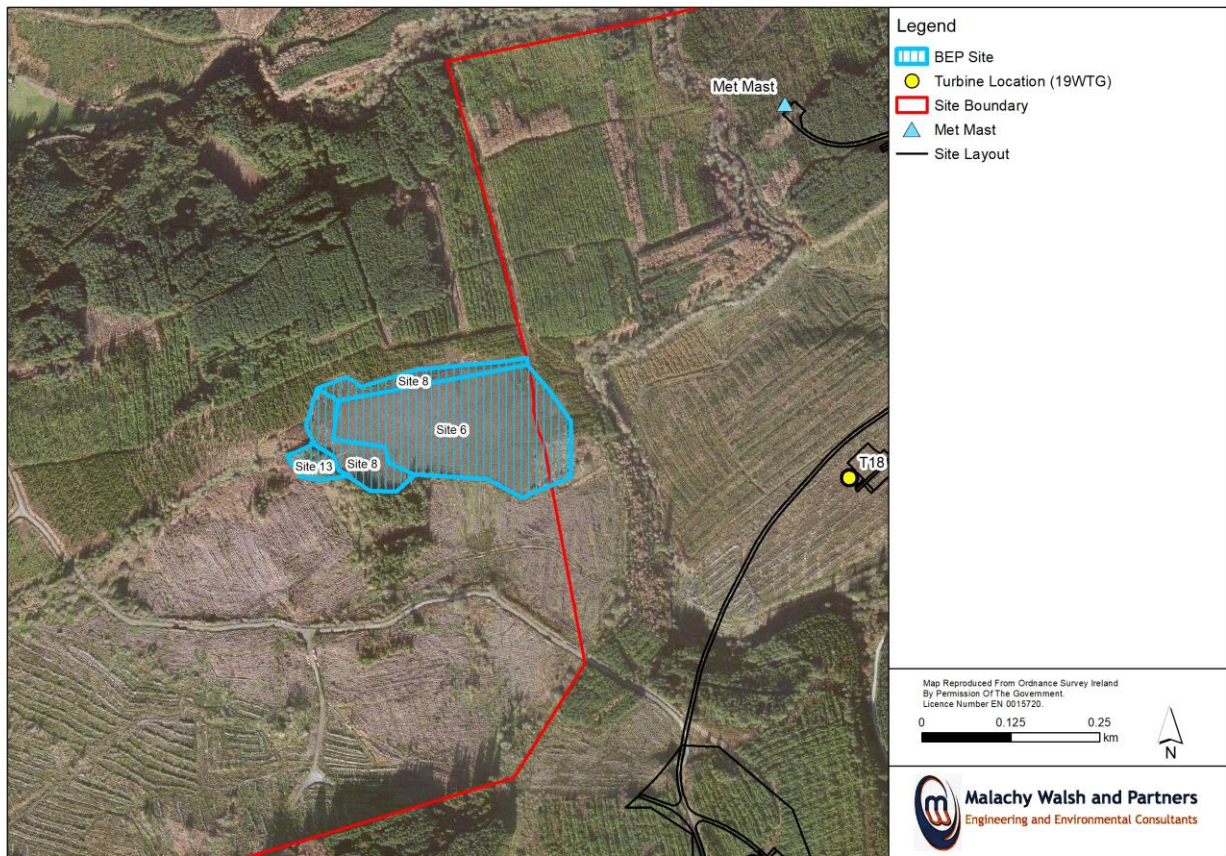 Met Mast
Site 8
Site 6
Site 13
Site 8
T18
Legend
BEP Site
Turbine Location (19WTG)
Site Boundary
Met Mast
Site Layout
Map Reproduced From Ordnance Survey Ireland
By Permission Of The Government.
Licence Number EN 0015720.
0 0.125 0.25
km
N
Malachy Walsh and Partners
Engineering and Environmental Consultants